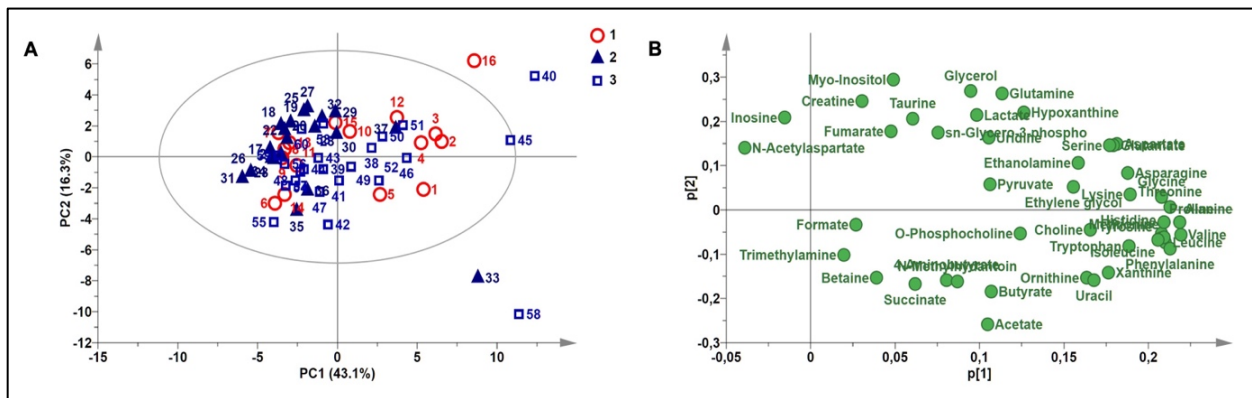 A
6
4
2
0
-2
-4
-6
-8
-10
-12
-15
-10
-5
0
5
10
PC1 (43.1%)
PC2 (16.3%)
1
2
3
16
40
27
25
19
18
32
29
12
37
51
3
2
45
15
10
50
4
30
17
43
38
52
46
26
31
39
49
5
1
41
6
14
47
35
55
42
33
58
B
0,3
0,2
0,1
0
-0,1
-0,2
-0,3
-0,05
0
0,05
0,1
0,15
0,2
p[1]
p[2]
Myo-Inositol
Glycerol
Creatine
Glutamine
Taurine
Lactate
Hypoxanthine
Inosine
Fumarate
sn-Glycero-3-phospho
Uridine
N-Acetylaspartate
Serine
Aspartate
Ethanolamine
Asparagine
Pyruvate
Glycine
Lysine
Threonine
Ethylene glycol
Formate
O-Phosphocholine
Choline
Histidine
Tyrosine
Valine
Trimethylamine
Tryptophan
Leucine
Isoleucine
4-Aminobutyrate
N-Methylhydantoin
Phenylalanine
Betaine
Ornithine
Xanthine
Succinate
Butyrate
Uracil
Acetate